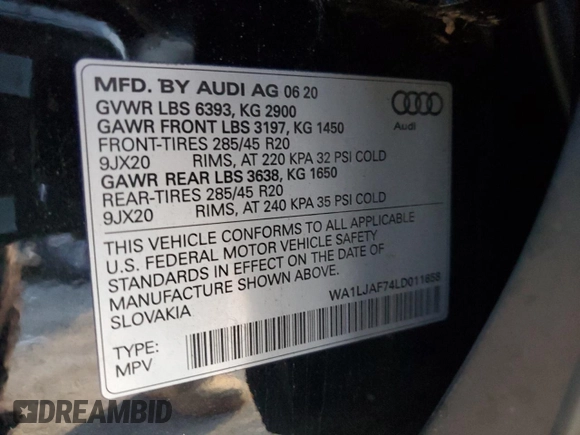 MFD. BY AUDI AG 06 20
GVWR LBS 6393, KG 2900
GAWR FRONT LBS 3197, KG 1450
FRONT-TIRES 285/45 R20
9JX20 RIMS, AT 220 KPA 32 PSI COLD
GAWR REAR LBS 3638, KG 1650
REAR-TIRES 285/45 R20
9JX20 RIMS, AT 240 KPA 35 PSI COLD
THIS VEHICLE CONFORMS TO ALL APPLICABLE
U.S. FEDERAL MOTOR VEHICLE SAFETY
STANDARDS IN EFFECT ON THE DATE OF
MANUFACTURE SHOWN ABOVE.
SLOVAKIA
WA1LJAF74LD011658
TYPE:
MPV
Audi
DREAMBID